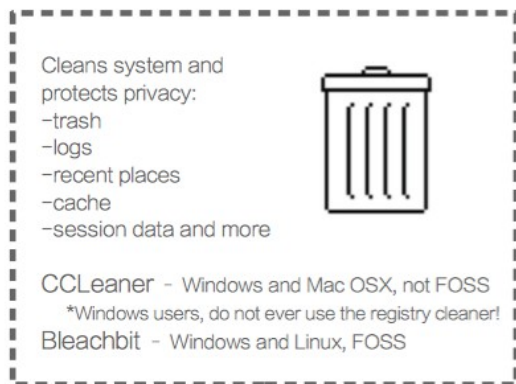 Cleans system and
protects privacy:
-trash
-logs
-recent places
-cache
-session data and more
CCLeaner - Windows and Mac OSX, not FOSS
*Windows users, do not ever use the registry cleaner!
Bleachbit - Windows and Linux, FOSS